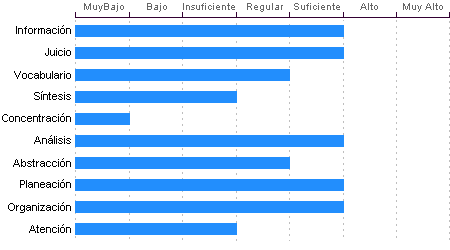 MuyBajo Bajo Insuficiente Regular Suficiente Alto Muy Alto
Información
Juicio
Vocabulario
Síntesis
Concentración
Análisis
Abstracción
Planeación
Organización
Atención